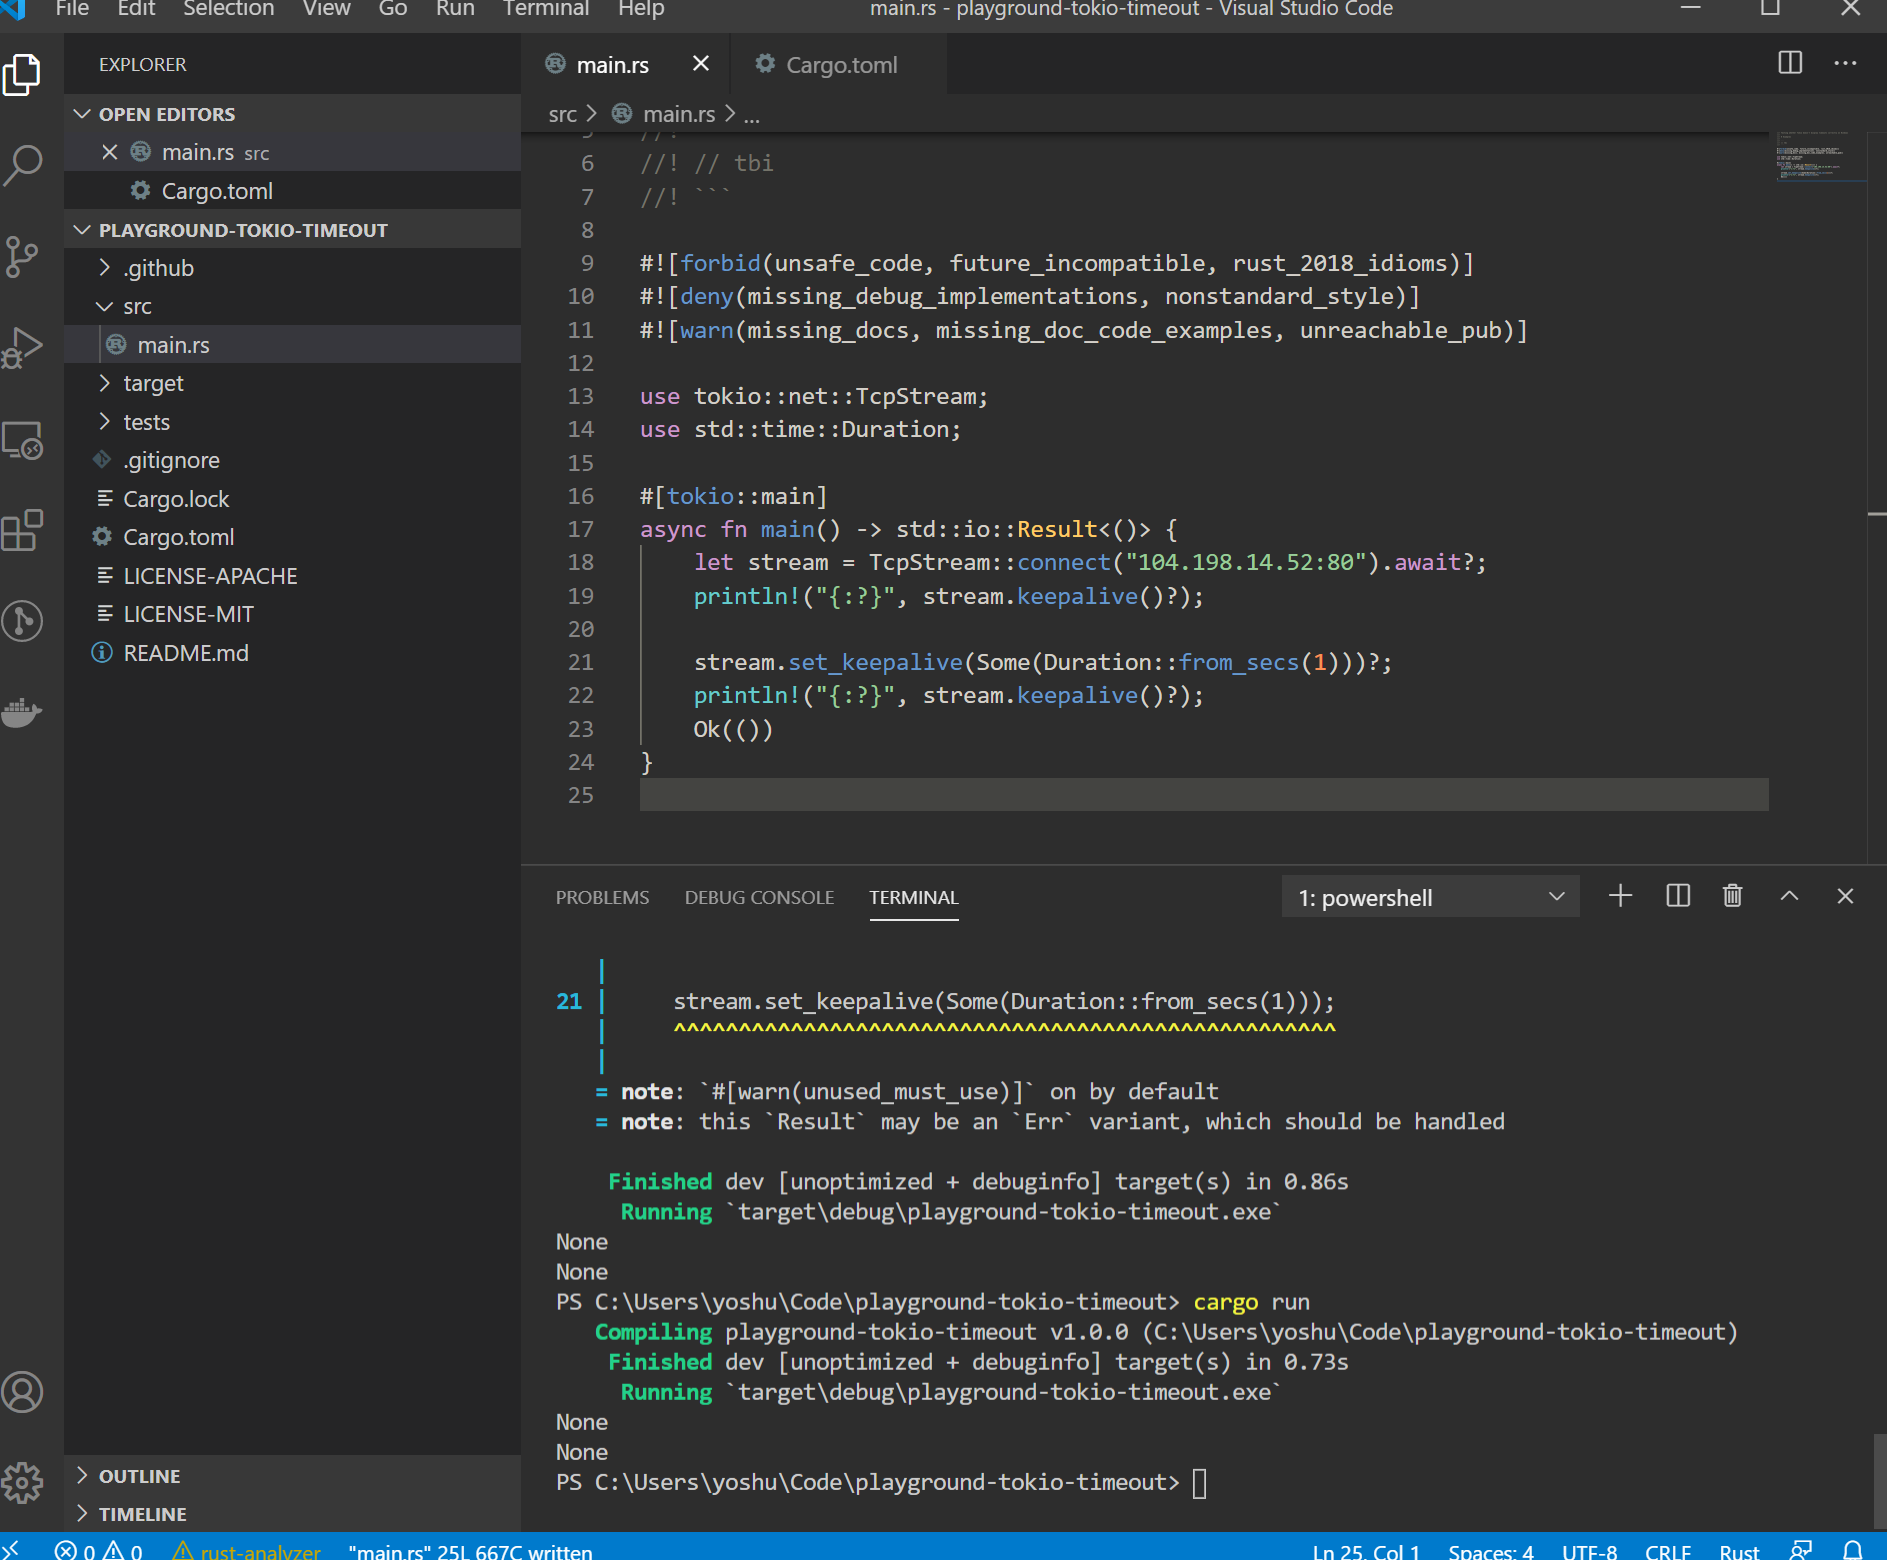 File Edit Selection View Go Run Terminal Help main.rs - playground-tokio-timeout - Visual Studio Code
EXPLORER
OPEN EDITORS
main.rs src
Cargo.toml
PLAYGROUND-TOKIO-TIMEOUT
.github
src
main.rs
target
tests
.gitignore
Cargo.lock
Cargo.toml
LICENSE-APACHE
LICENSE-MIT
README.md
OUTLINE
TIMELINE
main.rs Cargo.toml
src > main.rs > ...
5 //!
6 //! // tbi
7 //! ```
8
9 #![forbid(unsafe_code, future_incompatible, rust_2018_idioms)]
10 #![deny(missing_debug_implementations, nonstandard_style)]
11 #![warn(missing_docs, missing_doc_code_examples, unreachable_pub)]
12
13 use tokio::net::TcpStream;
14 use std::time::Duration;
15
16 #[tokio::main]
17 async fn main() -> std::io::Result<()> {
18     let stream = TcpStream::connect("104.198.14.52:80").await?;
19     println!("{:?}", stream.keepalive()?);
20
21     stream.set_keepalive(Some(Duration::from_secs(1)))?;
22     println!("{:?}", stream.keepalive()?);
23     Ok(())
24 }
25
PROBLEMS DEBUG CONSOLE TERMINAL 1: powershell
|
21 |     stream.set_keepalive(Some(Duration::from_secs(1)));
|     ^^^^^^^^^^^^^^^^^^^^^^^^^^^^^^^^^^^^^^^^^^^^^^^^^^^
|
= note: `#[warn(unused_must_use)]` on by default
= note: this `Result` may be an `Err` variant, which should be handled
Finished dev [unoptimized + debuginfo] target(s) in 0.86s
Running `target\debug\playground-tokio-timeout.exe`
None
None
PS C:\Users\yoshu\Code\playground-tokio-timeout> cargo run
Compiling playground-tokio-timeout v1.0.0 (C:\Users\yoshu\Code\playground-tokio-timeout)
Finished dev [unoptimized + debuginfo] target(s) in 0.73s
Running `target\debug\playground-tokio-timeout.exe`
None
None
PS C:\Users\yoshu\Code\playground-tokio-timeout>
0 0 rust-analyzer "main.rs" 25L 667C written Ln 25, Col 1 Spaces: 4 UTF-8 CRLF Rust